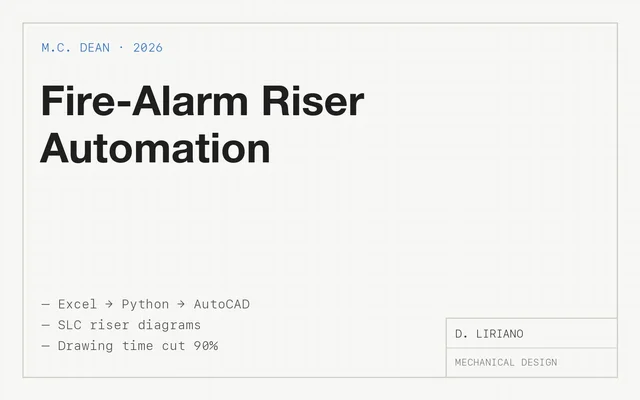 M.C. DEAN · 2026
Fire-Alarm Riser
Automation
— Excel → Python → AutoCAD
— SLC riser diagrams
— Drawing time cut 90%
D. LIRIANO
MECHANICAL DESIGN